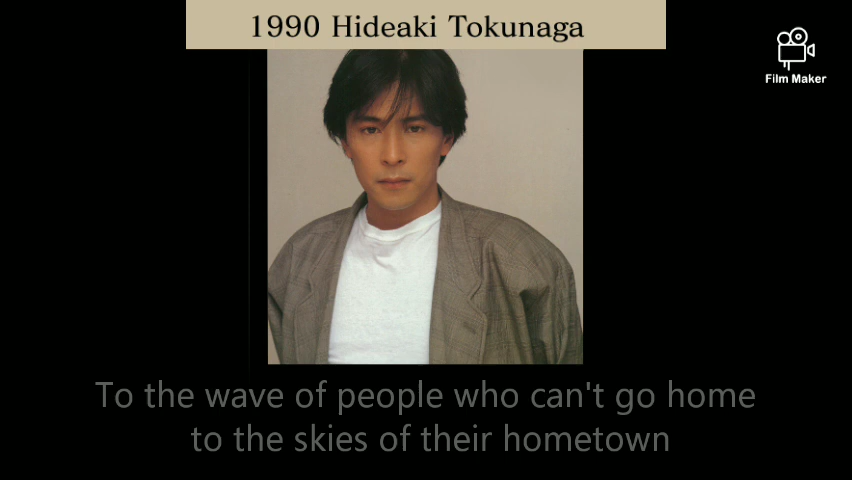 1990 Hideaki Tokunaga
Film Maker
To the wave of people who can't go home
to the skies of their hometown